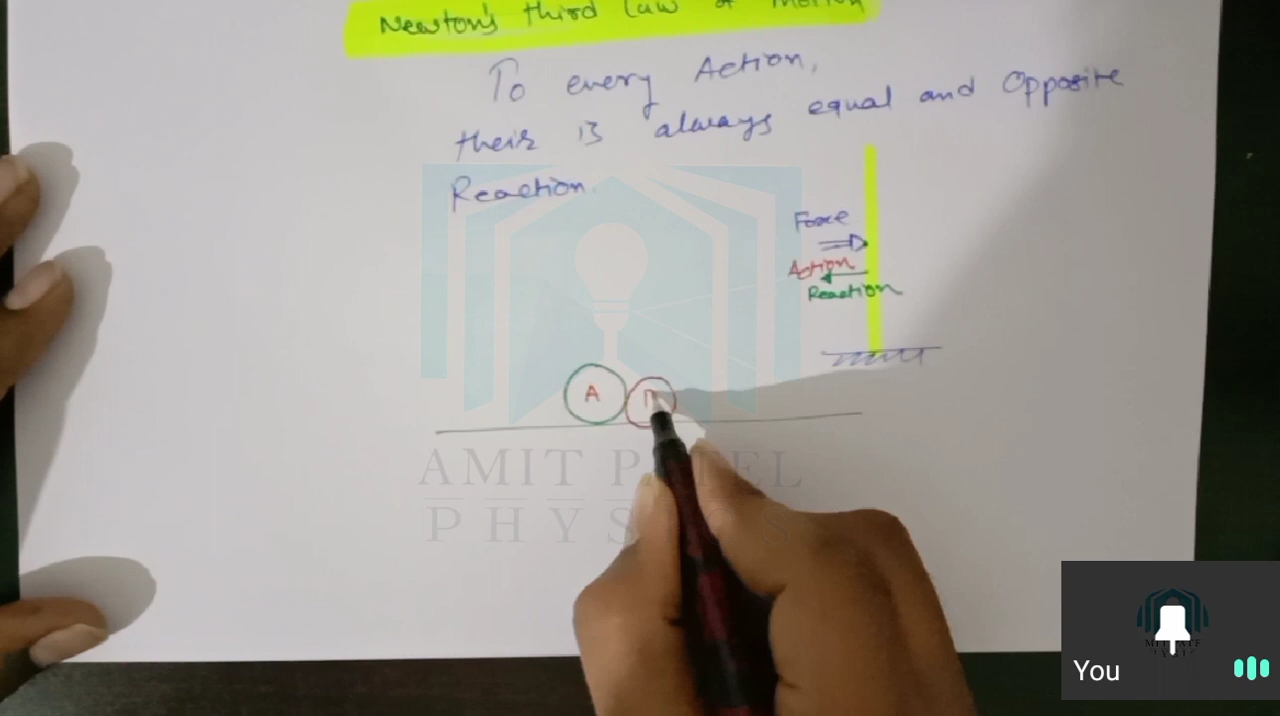 Newton's third Law of Motion
To every Action,
their is always equal and Opposite
Reaction.
Force
Action
Reaction
A
AMIT PATEL
PHYSICS
You